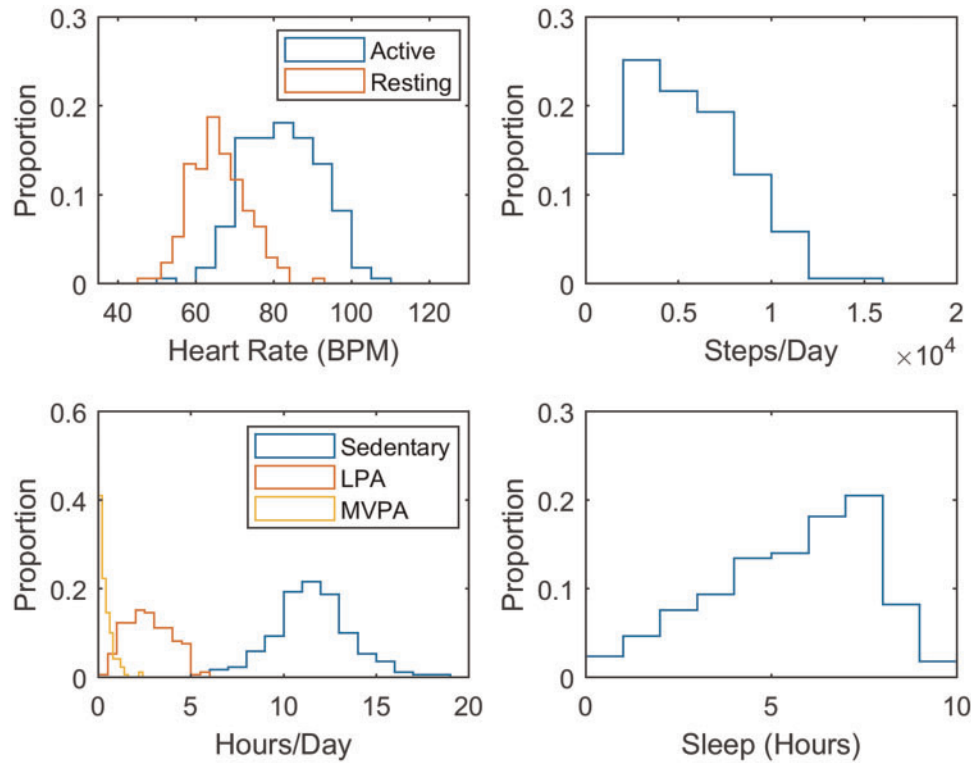 0.3
0.2
0.1
0
Proportion
Active
Resting
40 60 80 100 120
Heart Rate (BPM)
0.3
0.2
0.1
0
Proportion
0 0.5 1 1.5 2
×10⁴
Steps/Day
0.6
0.4
0.2
0
Proportion
Sedentary
LPA
MVPA
0 5 10 15 20
Hours/Day
0.3
0.2
0.1
0
Proportion
0 5 10
Sleep (Hours)